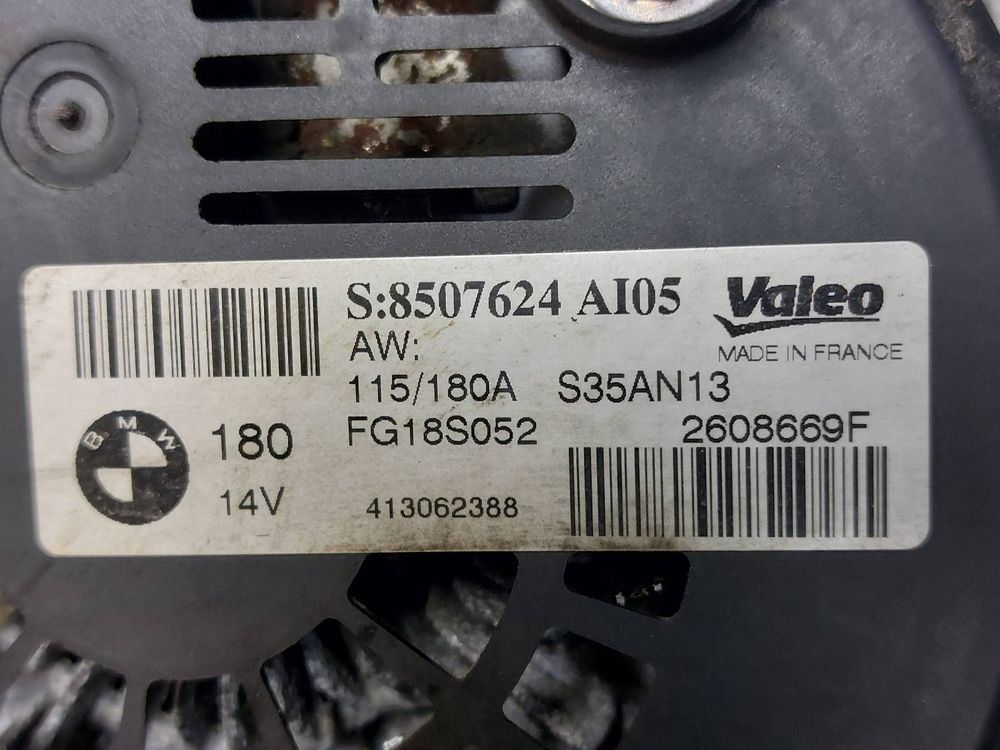 S:8507624 AI05
Valeo
MADE IN FRANCE
AW:
115/180A S35AN13
BMW
180
FG18S052
2608669F
14V
413062388